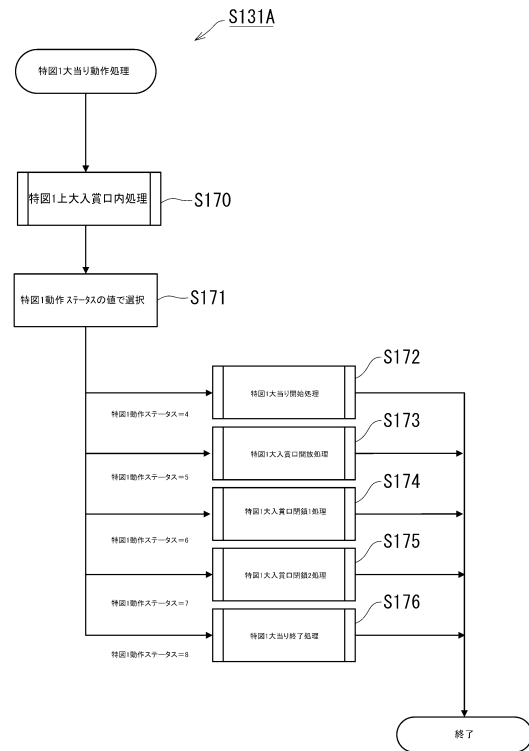 S131A
特図1大当り動作処理
特図1上大入賞口内処理
S170
特図1動作ステータスの値で選択
S171
S172
特図1大当り開始処理
特図1動作ステータス=4
S173
特図1大入賞口開放処理
特図1動作ステータス=5
S174
特図1大入賞口閉鎖1処理
特図1動作ステータス=6
S175
特図1大入賞口閉鎖2処理
特図1動作ステータス=7
S176
特図1大当り終了処理
特図1動作ステータス=8
終了